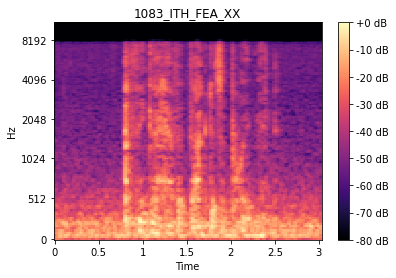 1083_ITH_FEA_XX
+0 dB
8192
-10 dB
4096
-20 dB
-30 dB
2048
Hz
-40 dB
1024
-50 dB
512
-60 dB
-70 dB
0
-80 dB
0 0.5 1 1.5 2 2.5 3
Time